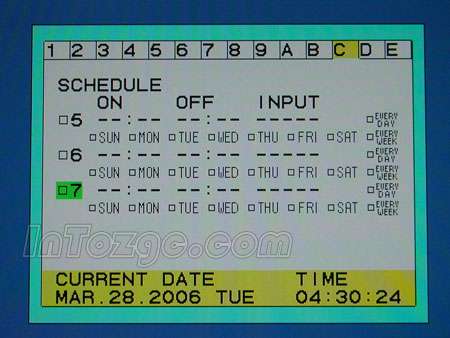 1 2 3 4 5 6 7 8 9 A B C D E
SCHEDULE
ON OFF INPUT
□5 --:-- --:-- ----- □EVERY DAY
□SUN □MON □TUE □WED □THU □FRI □SAT □EVERY WEEK
□6 --:-- --:-- ----- □EVERY DAY
□SUN □MON □TUE □WED □THU □FRI □SAT □EVERY WEEK
□7 --:-- --:-- ----- □EVERY DAY
□SUN □MON □TUE □WED □THU □FRI □SAT □EVERY WEEK
InTozgc.com
CURRENT DATE TIME
MAR.28.2006 TUE 04:30:24